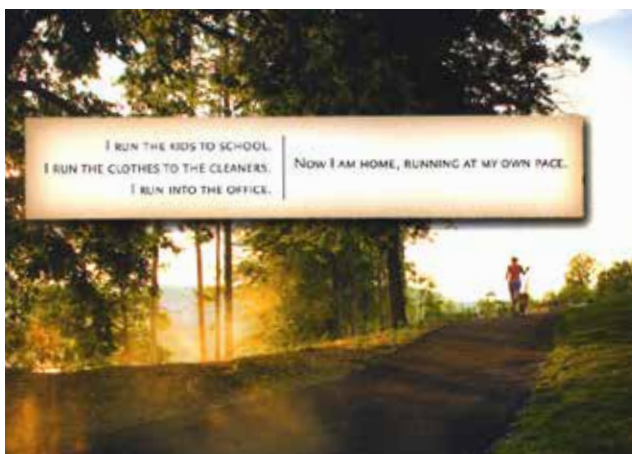 I RUN THE KIDS TO SCHOOL.
I RUN THE CLOTHES TO THE CLEANERS.
I RUN INTO THE OFFICE.
NOW I AM HOME, RUNNING AT MY OWN PACE.